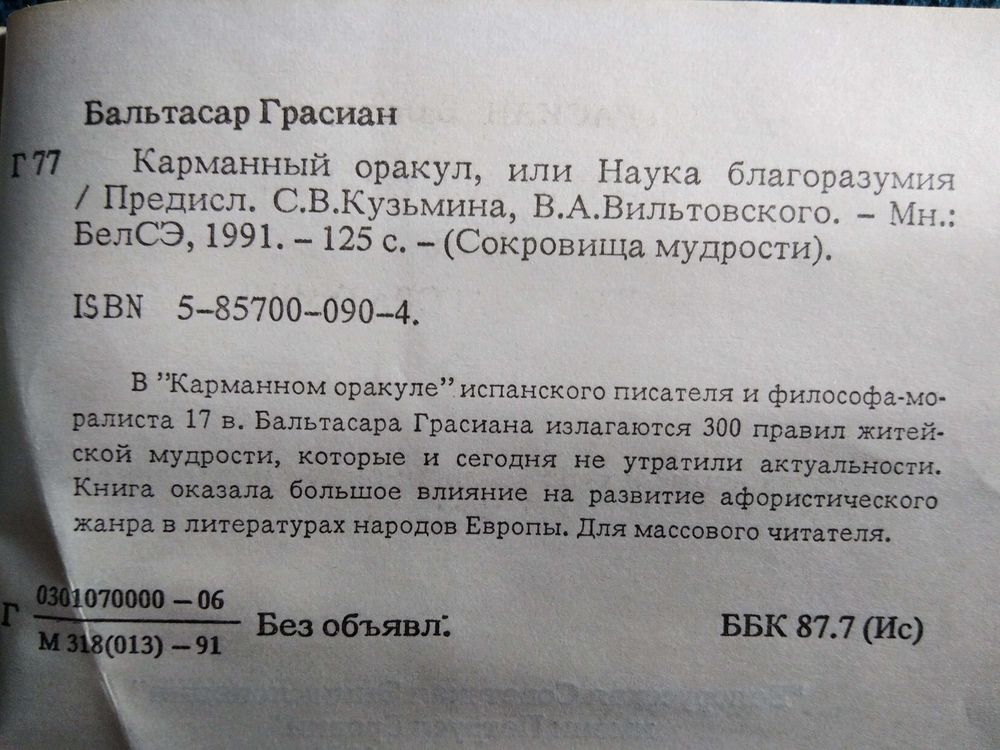 Бальтасар Грасиан
Г77 Карманный оракул, или Наука благоразумия
/ Предисл. С.В.Кузьмина, В.А.Вильтовского. – Мн.:
БелСЭ, 1991. – 125 с. – (Сокровища мудрости).
ISBN 5–85700–090–4.
В "Карманном оракуле" испанского писателя и философа-мо-
ралиста 17 в. Бальтасара Грасиана излагаются 300 правил житей-
ской мудрости, которые и сегодня не утратили актуальности.
Книга оказала большое влияние на развитие афористического
жанра в литературах народов Европы. Для массового читателя.
0301070000 – 06
Г Без объявл. ББК 87.7 (Ис)
М 318(013) – 91